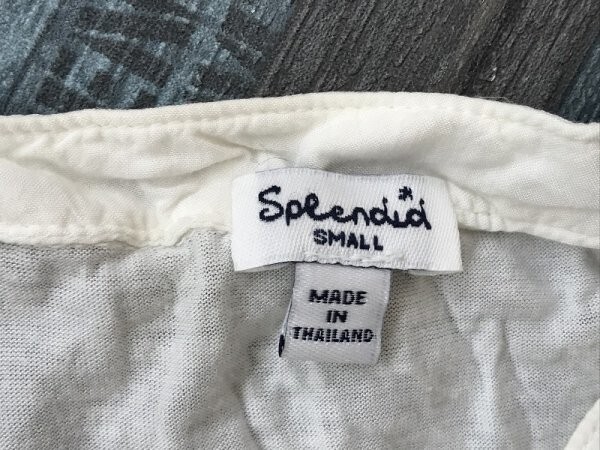 Splendid*
SMALL
MADE
IN
THAILAND